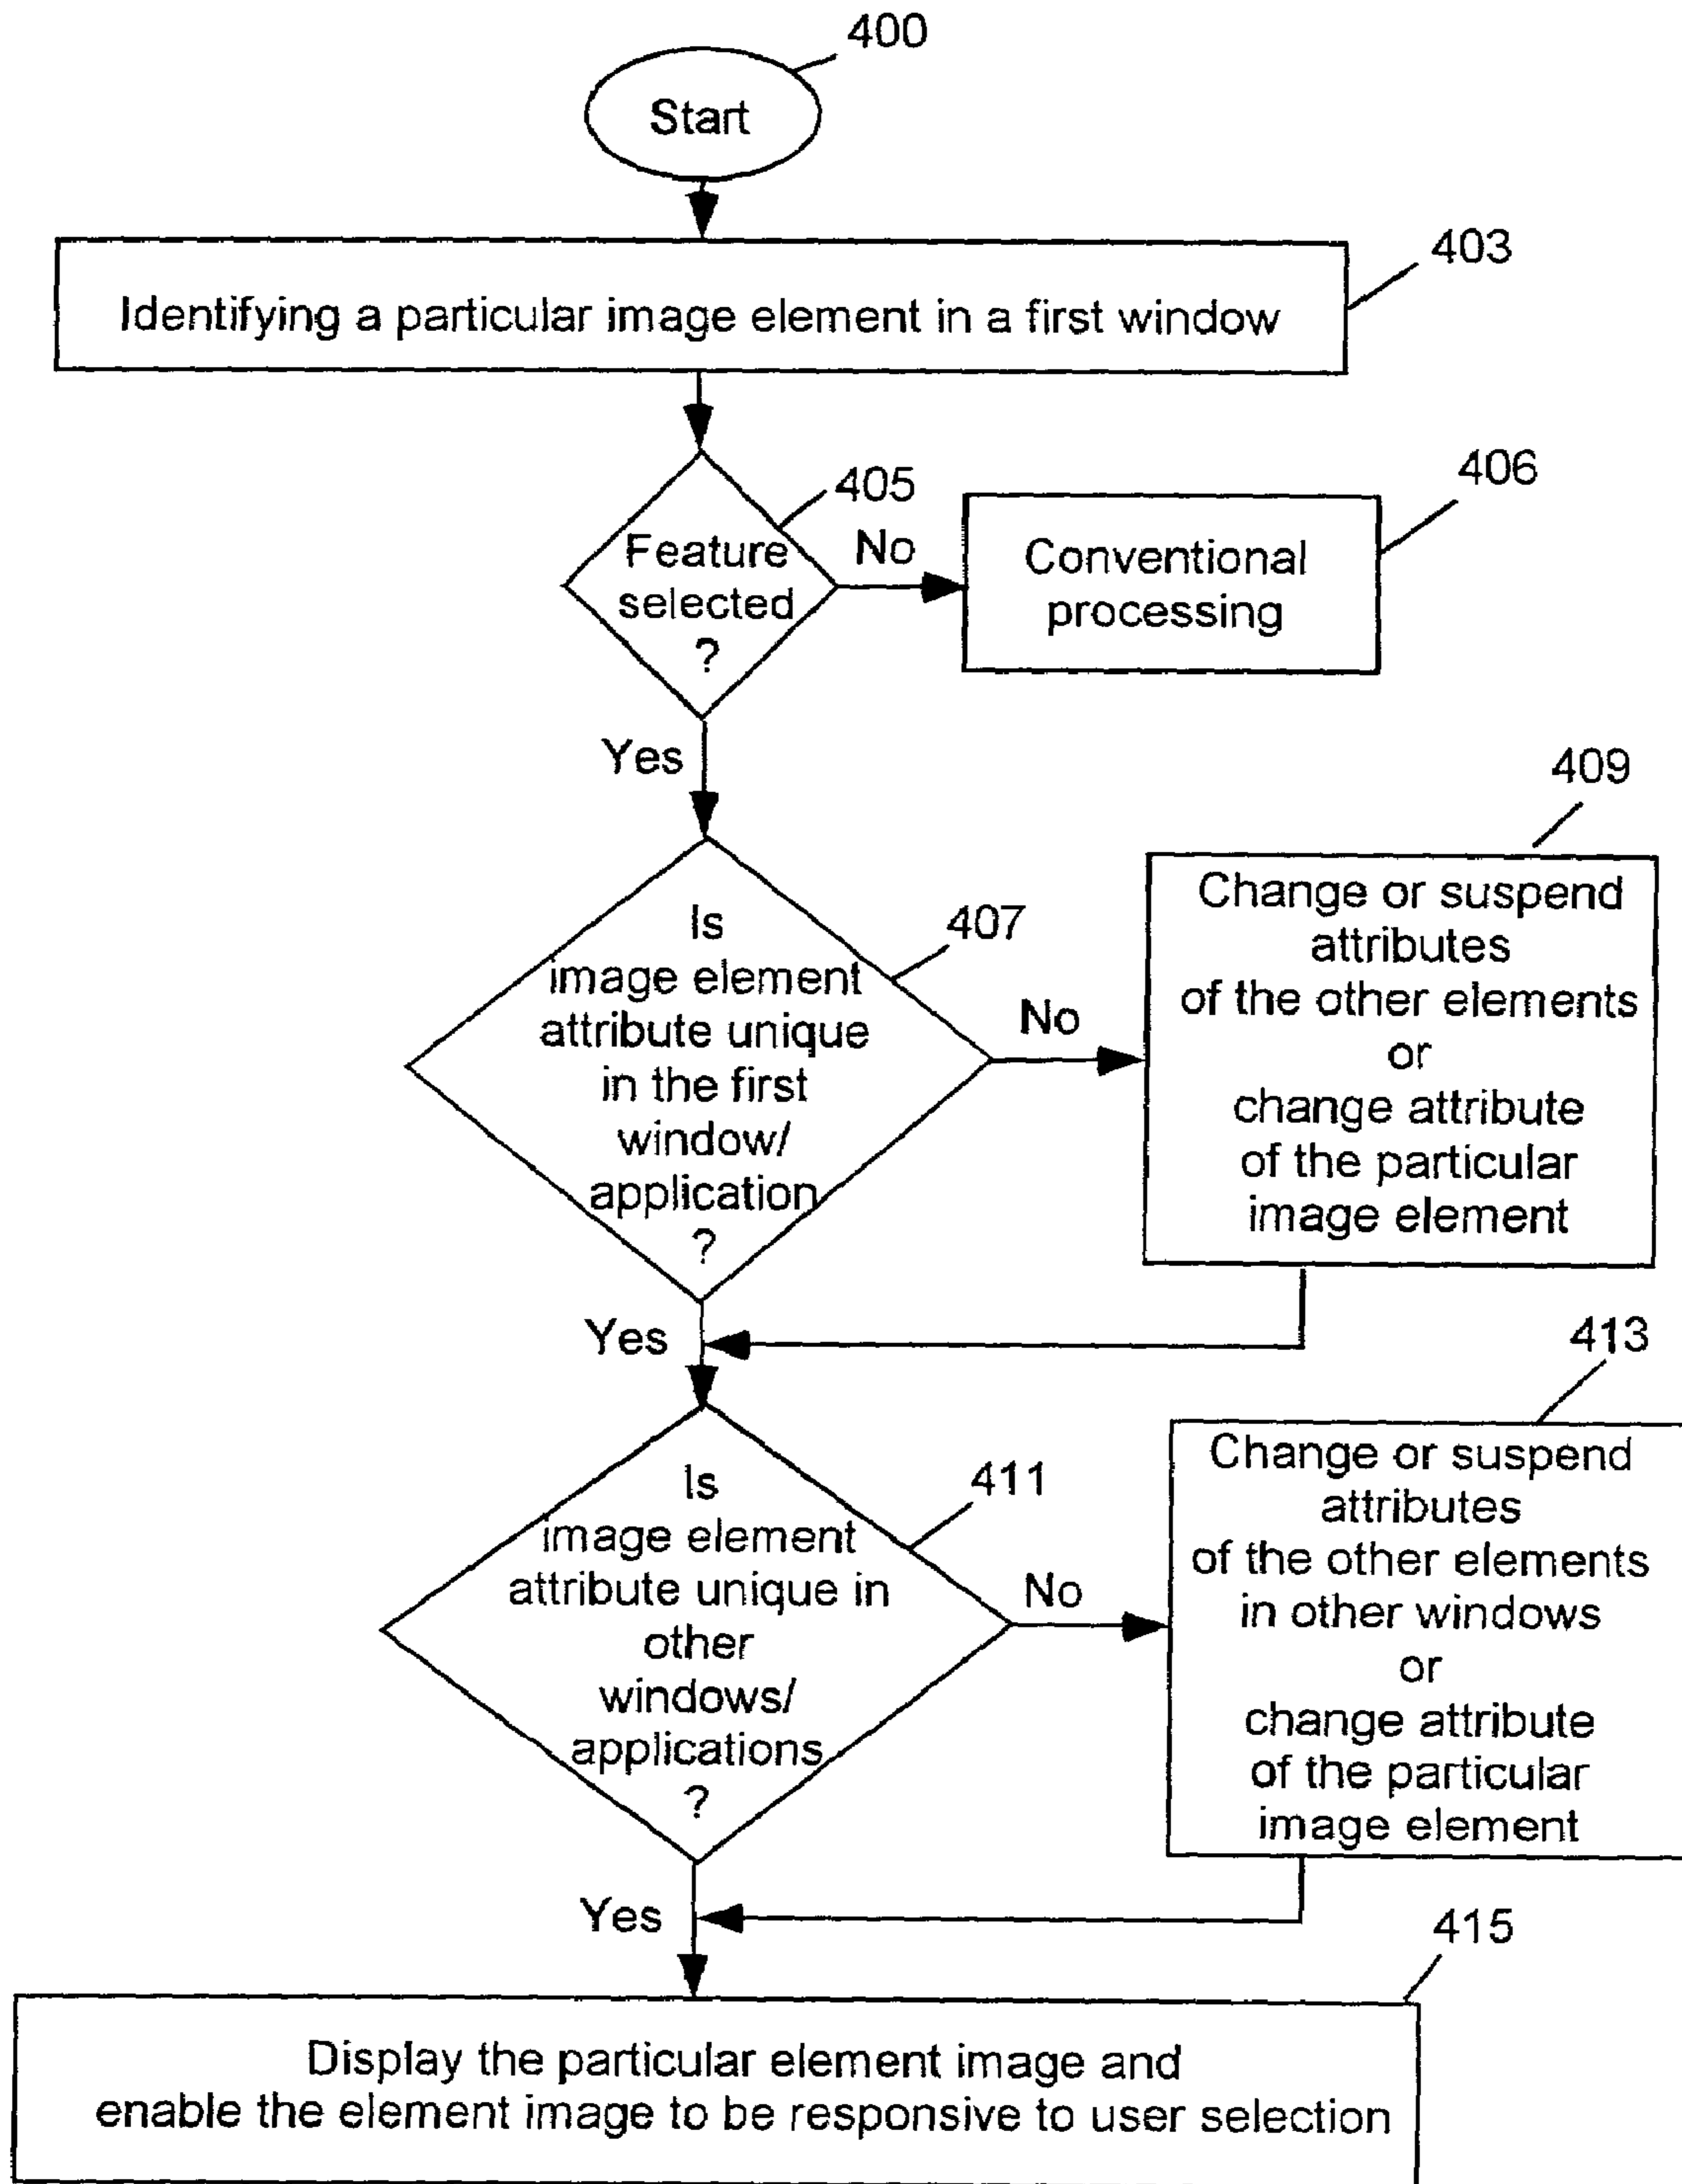 400
Start
403
Identifying a particular image element in a first window
405
Feature
selected
?
No
406
Conventional
processing
Yes
407
Is
image element
attribute unique
in the first
window/
application
?
No
409
Change or suspend
attributes
of the other elements
or
change attribute
of the particular
image element
Yes
411
Is
image element
attribute unique in
other
windows/
applications
?
No
413
Change or suspend
attributes
of the other elements
in other windows
or
change attribute
of the particular
image element
Yes
415
Display the particular element image and
enable the element image to be responsive to user selection